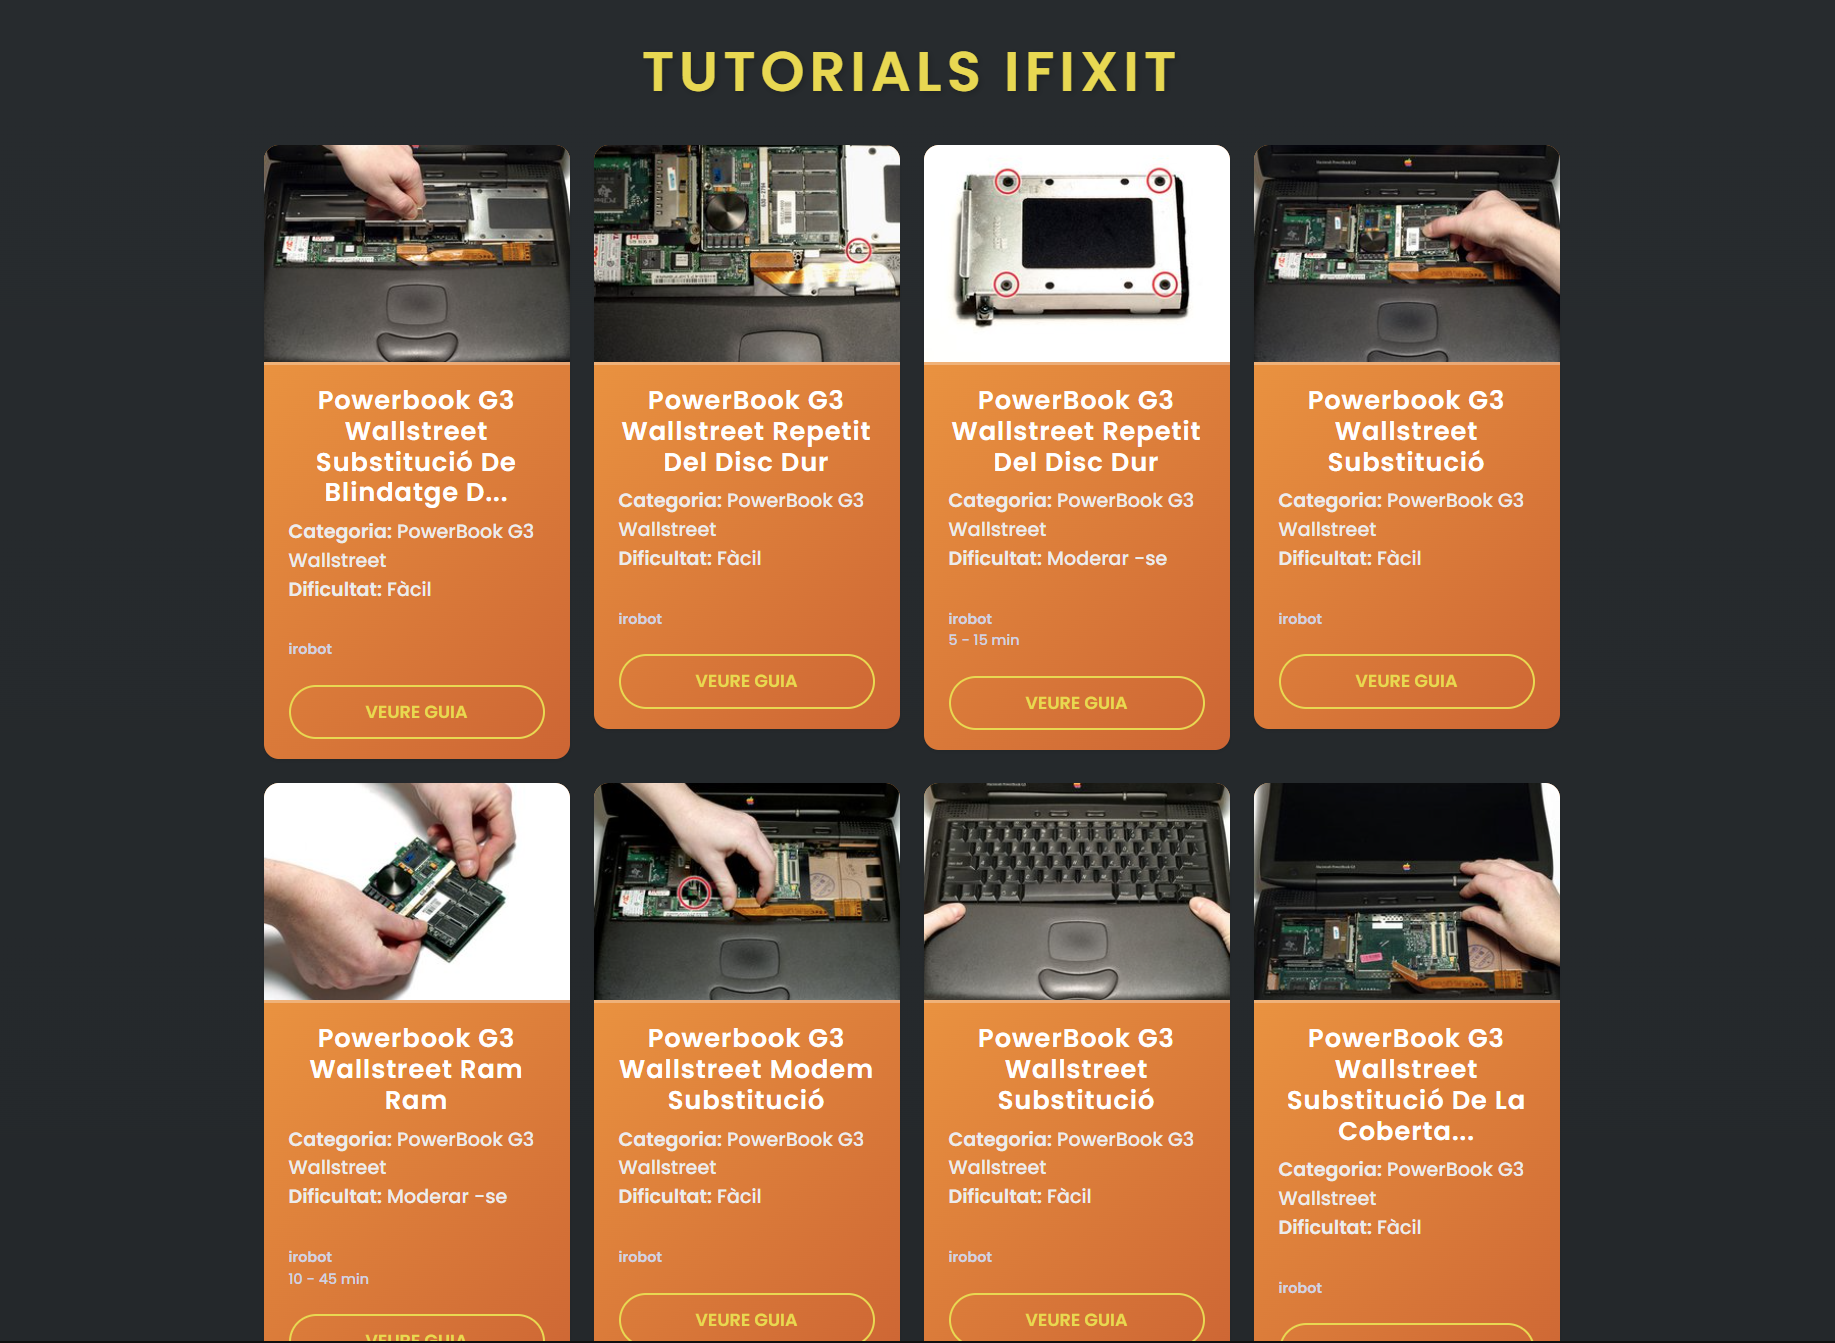 TUTORIALS IFIXIT
Powerbook G3
Wallstreet
Substitució De
Blindatge D...
Categoria: PowerBook G3
Wallstreet
Dificultat: Fàcil
irobot
VEURE GUIA
PowerBook G3
Wallstreet Repetit
Del Disc Dur
Categoria: PowerBook G3
Wallstreet
Dificultat: Fàcil
irobot
VEURE GUIA
PowerBook G3
Wallstreet Repetit
Del Disc Dur
Categoria: PowerBook G3
Wallstreet
Dificultat: Moderar -se
irobot
5 - 15 min
VEURE GUIA
Powerbook G3
Wallstreet
Substitució
Categoria: PowerBook G3
Wallstreet
Dificultat: Fàcil
irobot
VEURE GUIA
Powerbook G3
Wallstreet Ram
Ram
Categoria: PowerBook G3
Wallstreet
Dificultat: Moderar -se
irobot
10 - 45 min
VEURE GUIA
Powerbook G3
Wallstreet Modem
Substitució
Categoria: PowerBook G3
Wallstreet
Dificultat: Fàcil
irobot
VEURE GUIA
PowerBook G3
Wallstreet
Substitució
Categoria: PowerBook G3
Wallstreet
Dificultat: Fàcil
irobot
VEURE GUIA
PowerBook G3
Wallstreet
Substitució De La
Coberta...
Categoria: PowerBook G3
Wallstreet
Dificultat: Fàcil
irobot